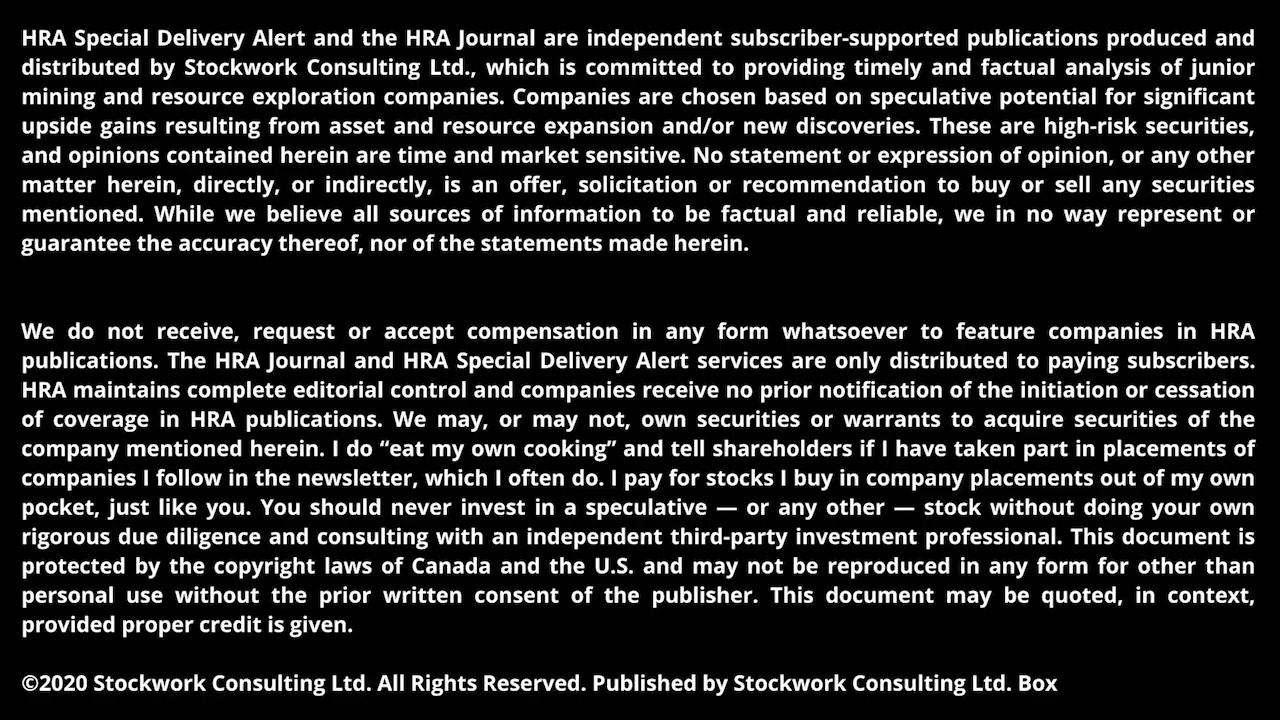 HRA Special Delivery Alert and the HRA Journal are independent subscriber-supported publications produced and
distributed by Stockwork Consulting Ltd., which is committed to providing timely and factual analysis of junior
mining and resource exploration companies. Companies are chosen based on speculative potential for significant
upside gains resulting from asset and resource expansion and/or new discoveries. These are high-risk securities,
and opinions contained herein are time and market sensitive. No statement or expression of opinion, or any other
matter herein, directly, or indirectly, is an offer, solicitation or recommendation to buy or sell any securities
mentioned. While we believe all sources of information to be factual and reliable, we in no way represent or
guarantee the accuracy thereof, nor of the statements made herein.
We do not receive, request or accept compensation in any form whatsoever to feature companies in HRA
publications. The HRA Journal and HRA Special Delivery Alert services are only distributed to paying subscribers.
HRA maintains complete editorial control and companies receive no prior notification of the initiation or cessation
of coverage in HRA publications. We may, or may not, own securities or warrants to acquire securities of the
company mentioned herein. I do “eat my own cooking” and tell shareholders if I have taken part in placements of
companies I follow in the newsletter, which I often do. I pay for stocks I buy in company placements out of my own
pocket, just like you. You should never invest in a speculative — or any other — stock without doing your own
rigorous due diligence and consulting with an independent third-party investment professional. This document is
protected by the copyright laws of Canada and the U.S. and may not be reproduced in any form for other than
personal use without the prior written consent of the publisher. This document may be quoted, in context,
provided proper credit is given.
©2020 Stockwork Consulting Ltd. All Rights Reserved. Published by Stockwork Consulting Ltd. Box